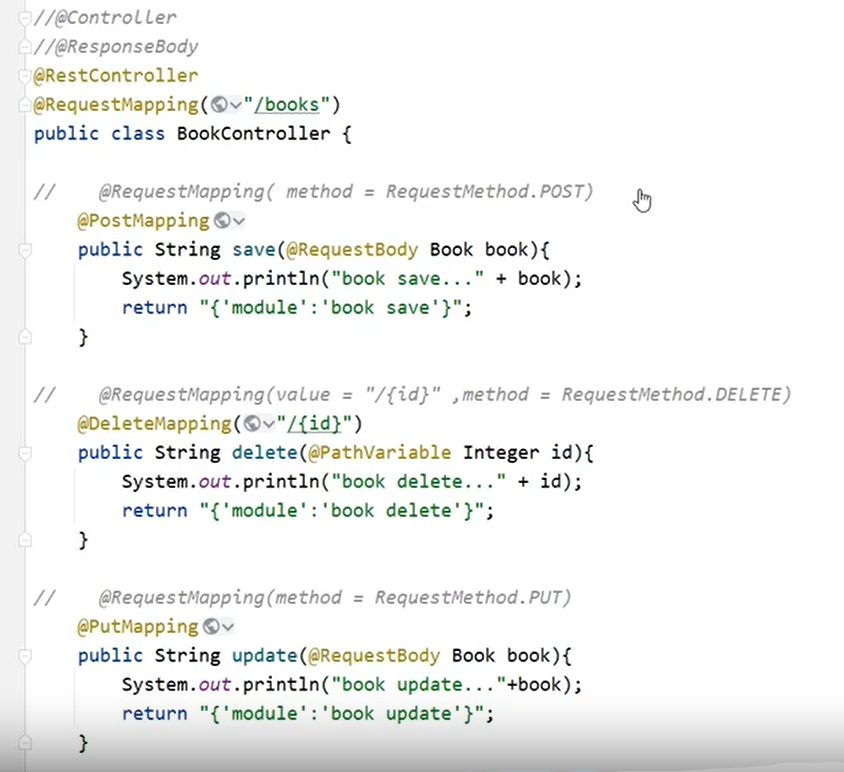 //@Controller
//@ResponseBody
@RestController
@RequestMapping("/books")
public class BookController {
//    @RequestMapping( method = RequestMethod.POST)
@PostMapping
public String save(@RequestBody Book book){
System.out.println("book save..." + book);
return "{'module':'book save'}";
}
//    @RequestMapping(value = "/{id}" ,method = RequestMethod.DELETE)
@DeleteMapping("/{id}")
public String delete(@PathVariable Integer id){
System.out.println("book delete..." + id);
return "{'module':'book delete'}";
}
//    @RequestMapping(method = RequestMethod.PUT)
@PutMapping
public String update(@RequestBody Book book){
System.out.println("book update..."+book);
return "{'module':'book update'}";
}